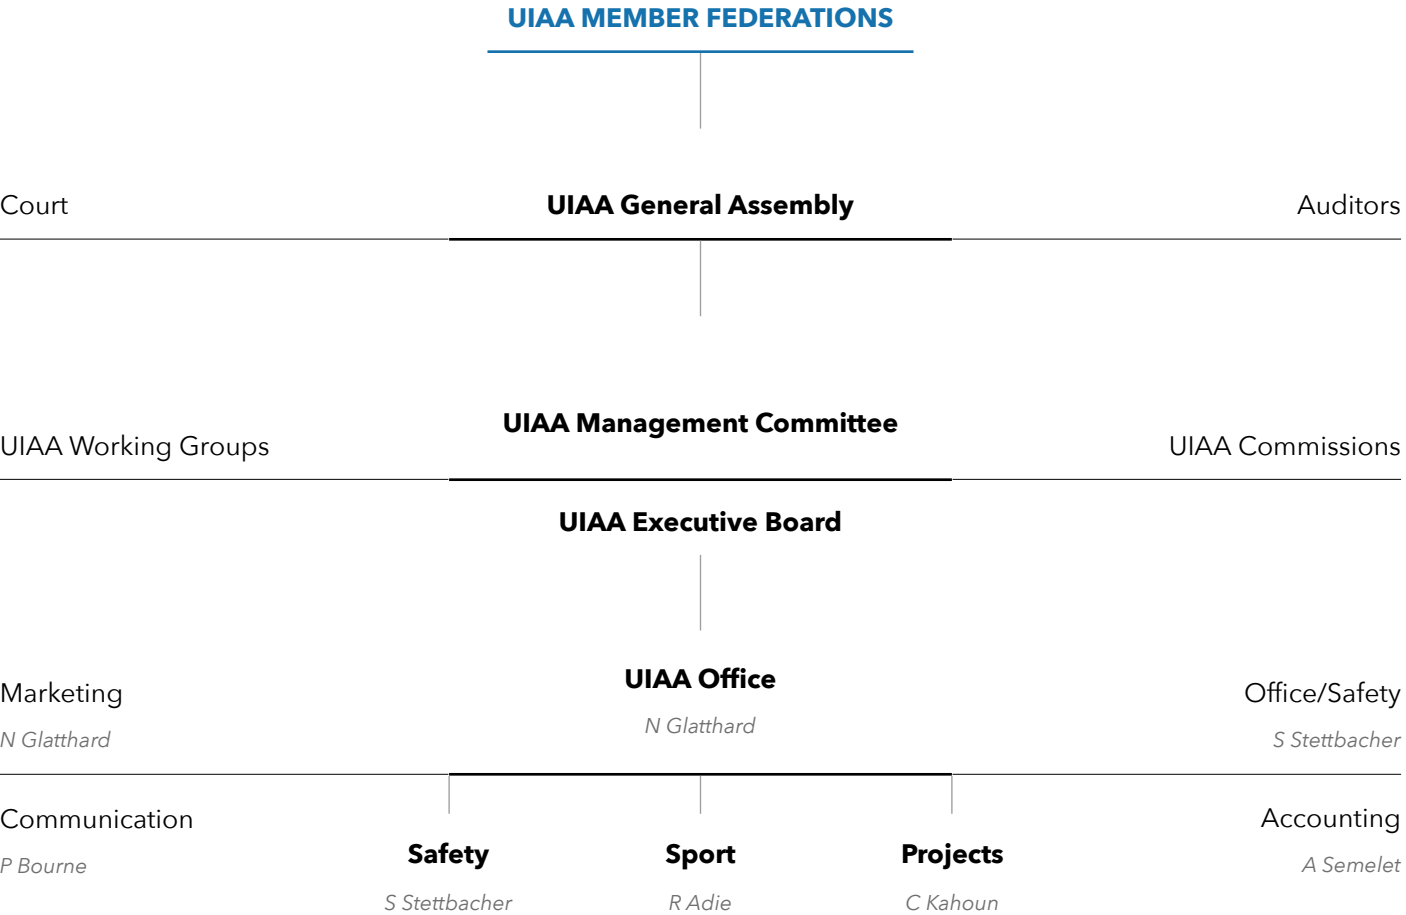 UIAA MEMBER FEDERATIONS
Court
UIAA General Assembly
Auditors
UIAA Management Committee
UIAA Working Groups
UIAA Commissions
UIAA Executive Board
UIAA Office
Marketing
Office/Safety
N Glatthard
N Glatthard
S Stettbacher
Communication
Accounting
P Bourne
Safety
Sport
Projects
A Semelet
S Stettbacher
R Adie
C Kahoun